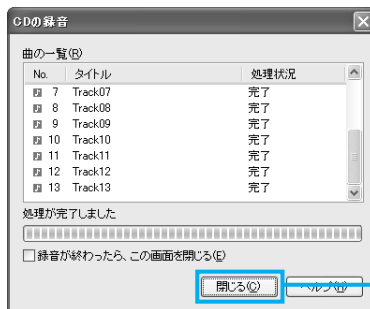 CDの録音
曲の一覧(R)
No. タイトル 処理状況
7 Track07 完了
8 Track08 完了
9 Track09 完了
10 Track10 完了
11 Track11 完了
12 Track12 完了
13 Track13 完了
処理が完了しました
録音が終わったら、この画面を閉じる(E)
閉じる(C) ヘルプ(H)